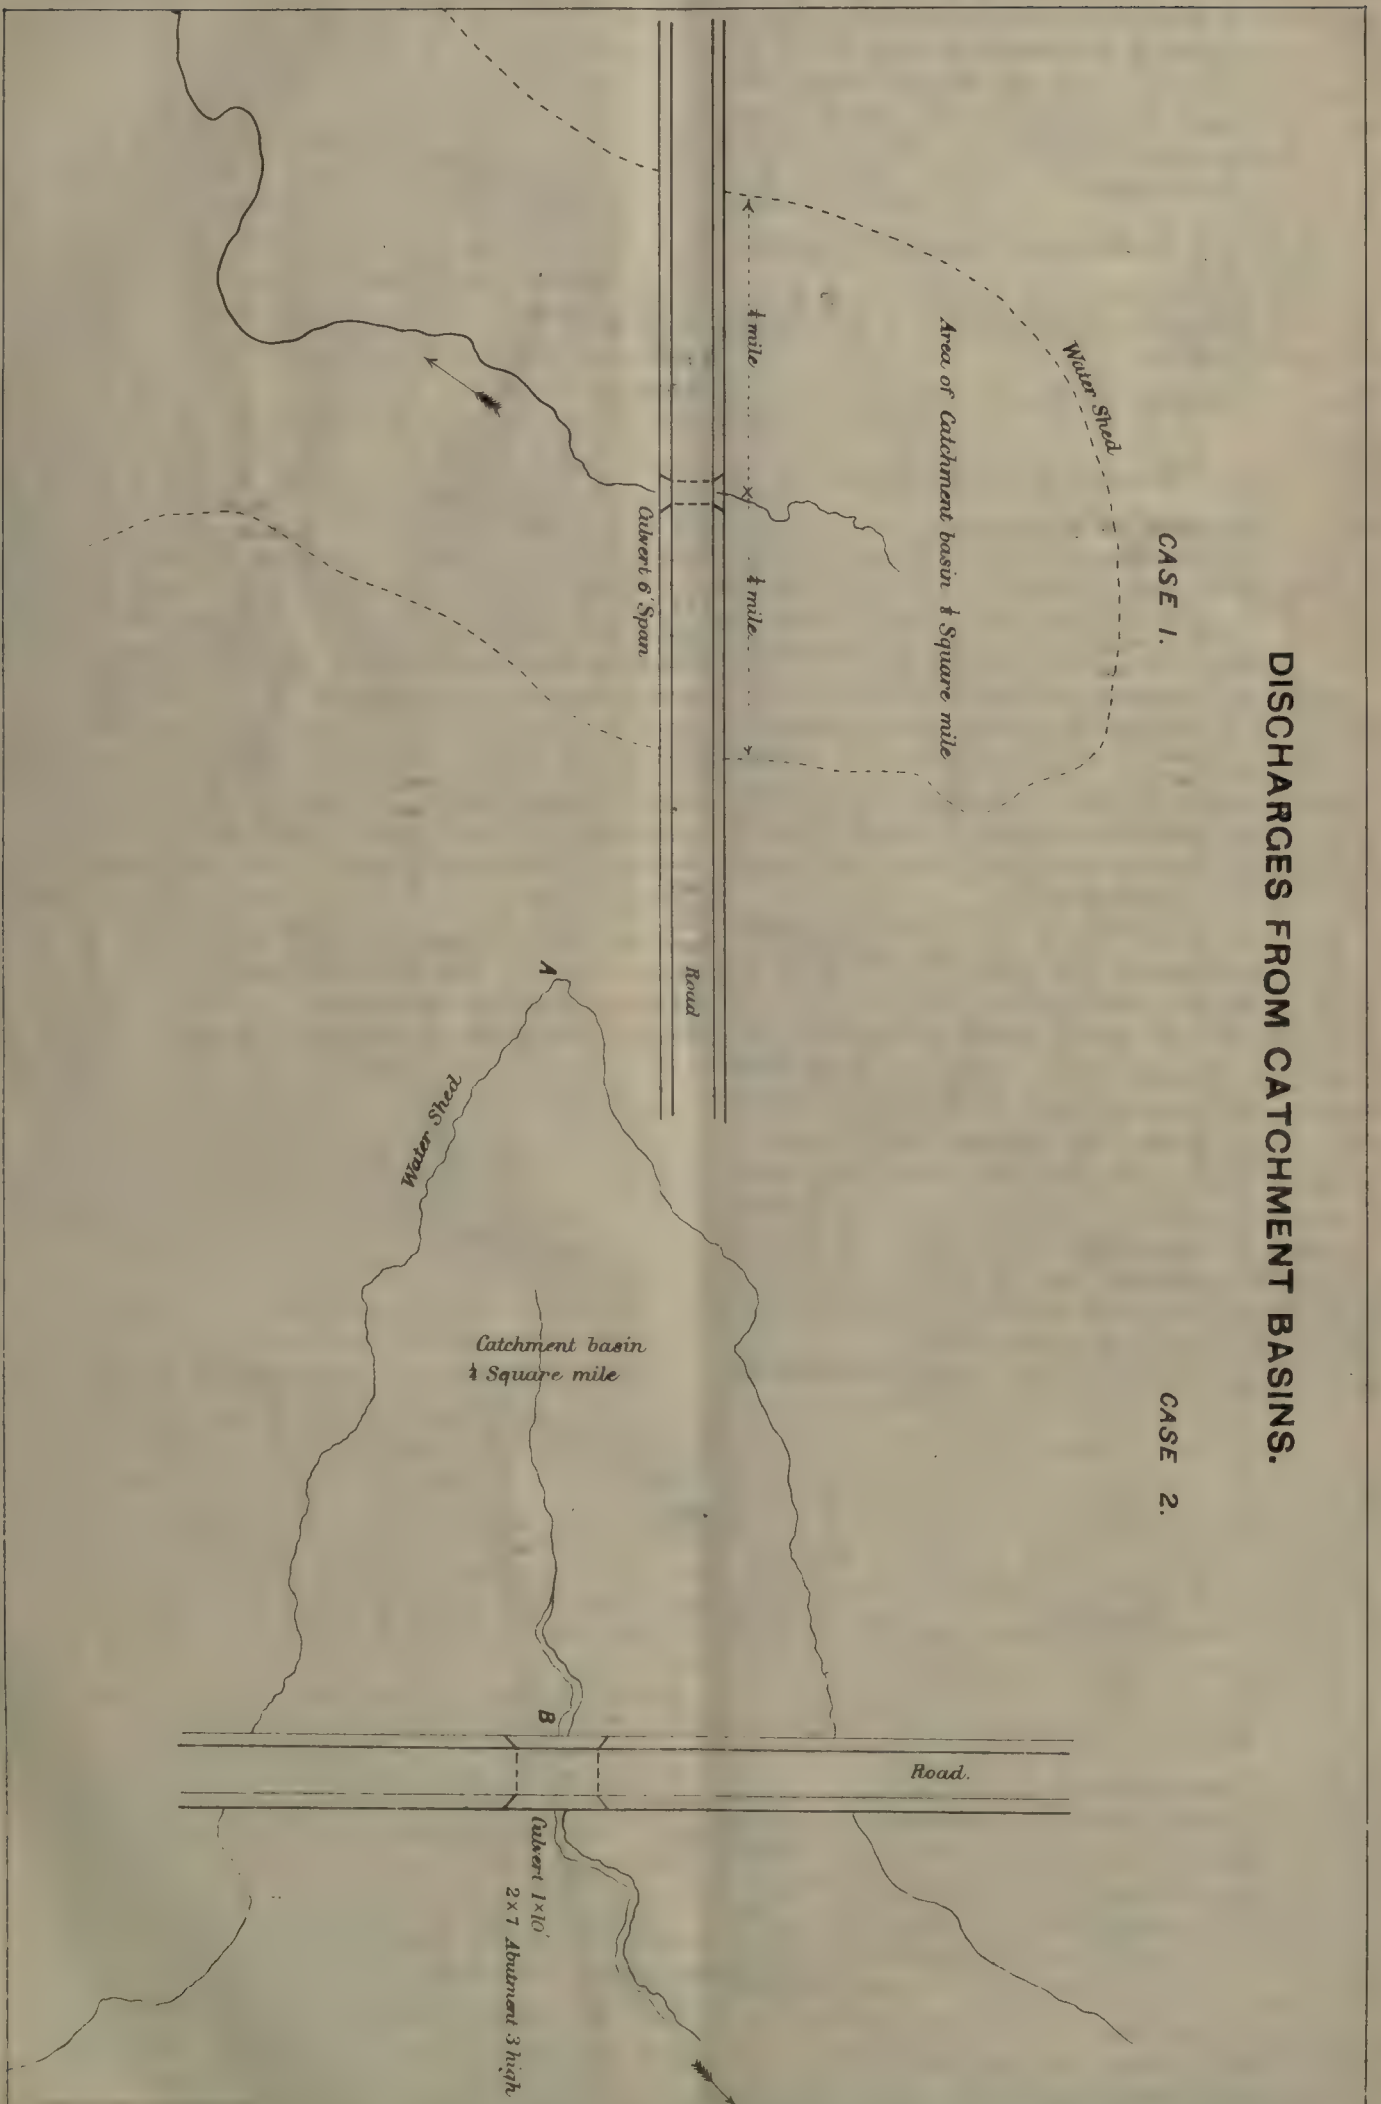 DISCHARGES FROM CATCHMENT BASINS.
CASE 1.
Water Shed
Area of Catchment basin ⅛ Square mile
¼ mile
¼ mile
Culvert 6' Span
Road
CASE 2.
A
Water Shed
Catchment basin
¼ Square mile
B
Road.
Culvert 1×10'
2×7 Abutment 3 high